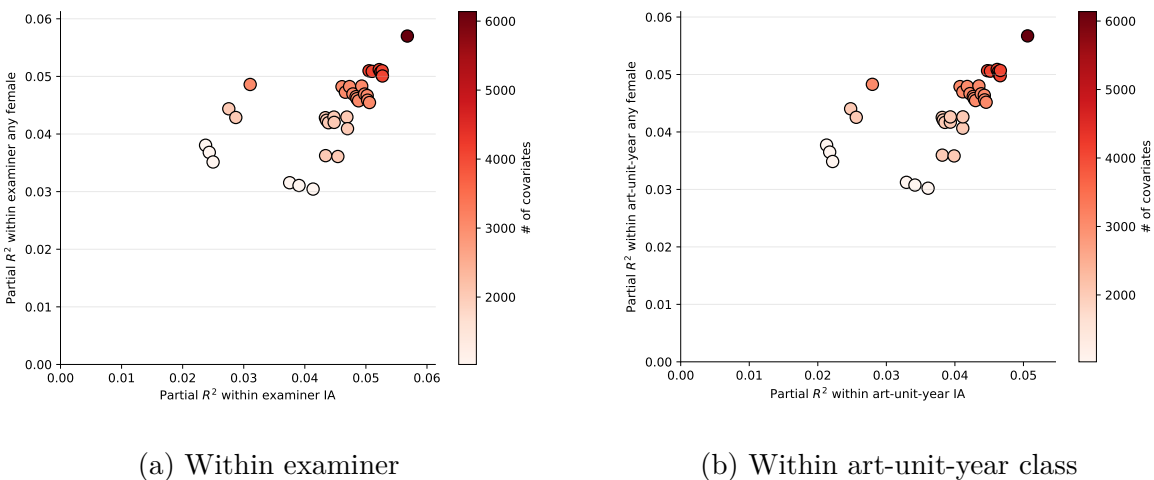 0.06
0.05
0.04
0.03
0.02
0.01
0.00
Partial R² within examiner any female
0.00 0.01 0.02 0.03 0.04 0.05 0.06
Partial R² within examiner IA
6000
5000
4000
3000
2000
# of covariates
(a) Within examiner
0.06
0.05
0.04
0.03
0.02
0.01
0.00
Partial R² within art-unit-year any female
0.00 0.01 0.02 0.03 0.04 0.05
Partial R² within art-unit-year IA
6000
5000
4000
3000
2000
# of covariates
(b) Within art-unit-year class